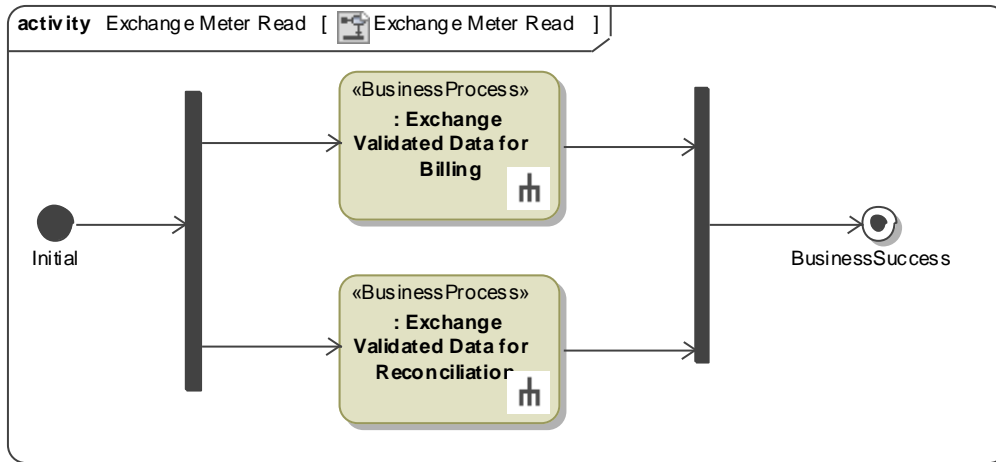 activity Exchange Meter Read [ Exchange Meter Read ]
«BusinessProcess»
: Exchange
Validated Data for
Billing
Initial
BusinessSuccess
«BusinessProcess»
: Exchange
Validated Data for
Reconciliation